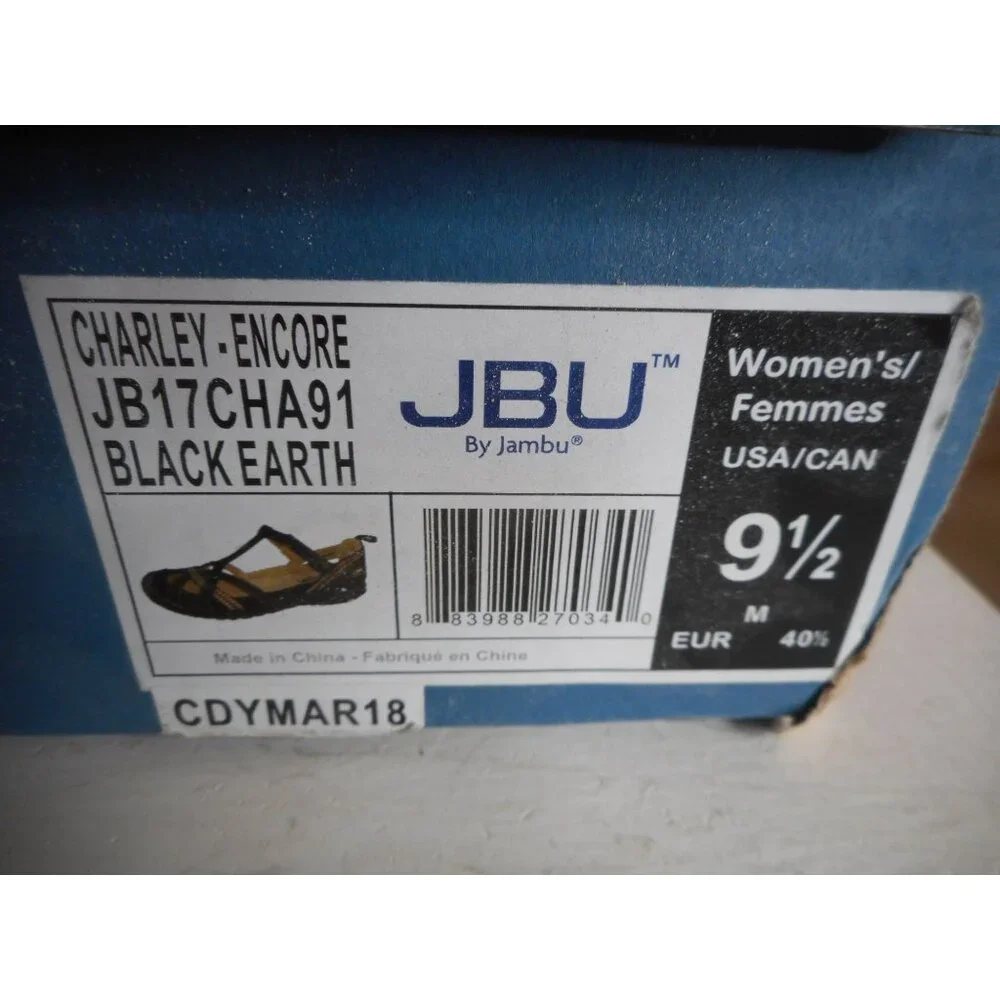 CHARLEY - ENCORE
JB17CHA91
BLACK EARTH
JBU™
By Jambu®
8 83988 27034 0
Made in China - Fabriqué en Chine
Women's/
Femmes
USA/CAN
9½
M
EUR 40½
CDYMAR18